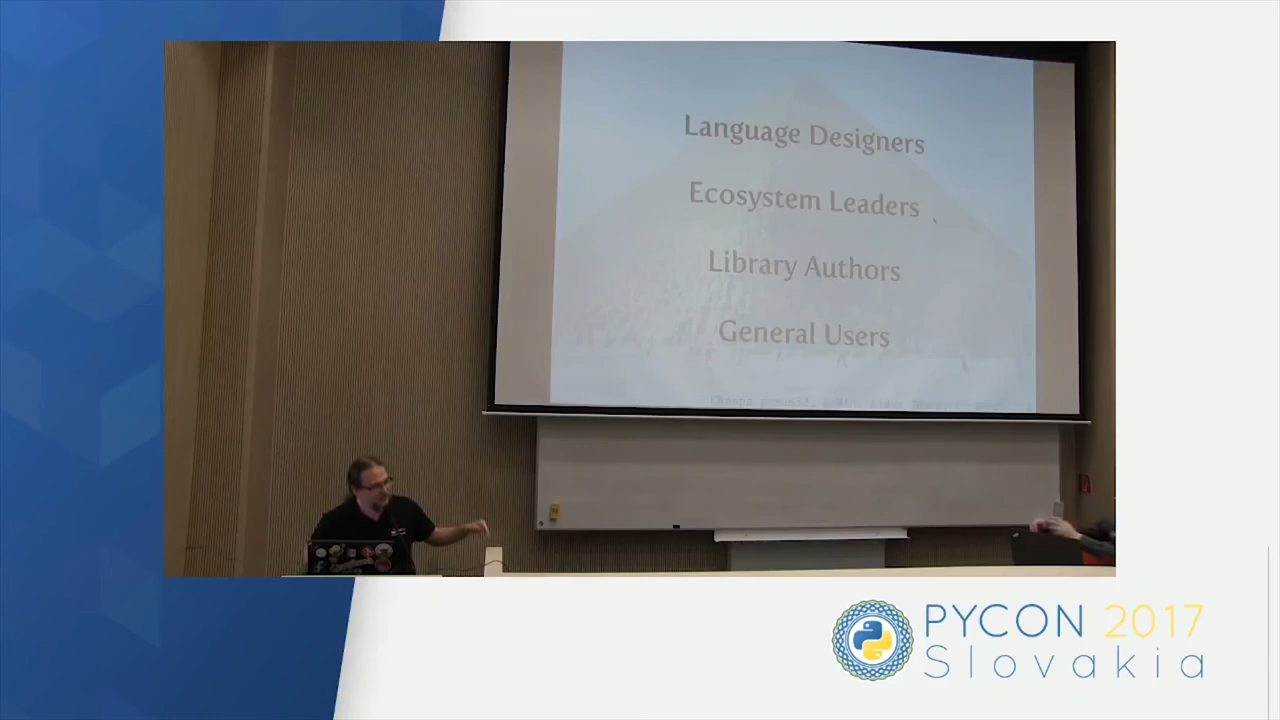 Language Designers
Ecosystem Leaders
Library Authors
General Users
PYCON 2017
Slovakia